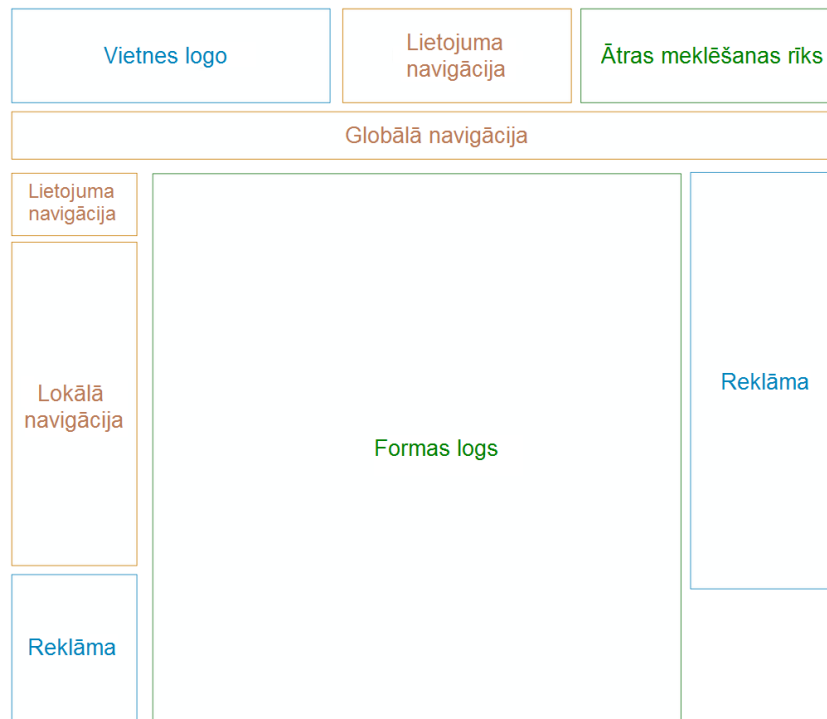 Vietnes logo
Lietojuma
navigācija
Ātras meklēšanas rīks
Globālā navigācija
Lietojuma
navigācija
Lokālā
navigācija
Reklāma
Formas logs
Reklāma